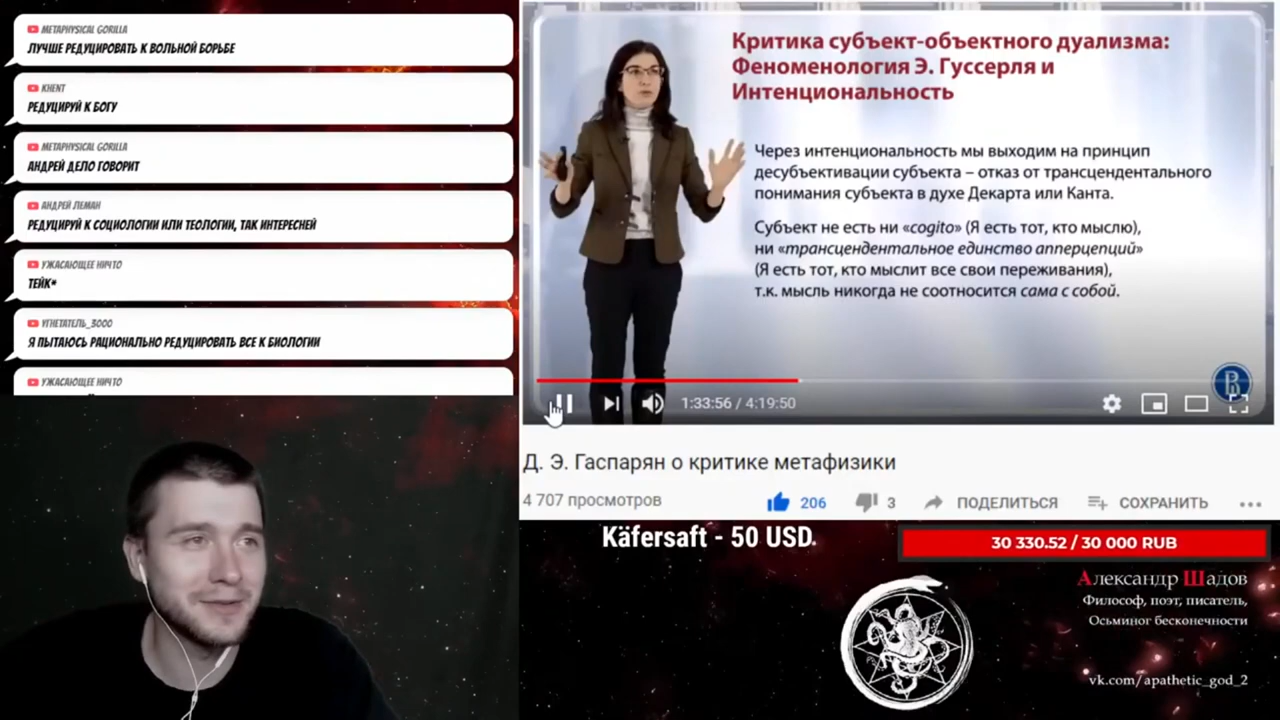 METAPHYSICAL GORILLA
ЛУЧШЕ РЕДУЦИРОВАТЬ К ВОЛЬНОЙ БОРЬБЕ
KHENT
РЕДУЦИРУЙ К БОГУ
METAPHYSICAL GORILLA
АНДРЕЙ ДЕЛО ГОВОРИТ
АНДРЕЙ ЛЕМАН
РЕДУЦИРУЙ К СОЦИОЛОГИИ ИЛИ ТЕОЛОГИИ, ТАК ИНТЕРЕСНЕЙ
УЖАСАЮЩЕЕ НИЧТО
ТЕЙК*
УГНЕТАТЕЛЬ_3000
Я ПЫТАЮСЬ РАЦИОНАЛЬНО РЕДУЦИРОВАТЬ ВСЕ К БИОЛОГИИ
УЖАСАЮЩЕЕ НИЧТО
Критика субъект-объектного дуализма:
Феноменология Э. Гуссерля и
Интенциональность
Через интенциональность мы выходим на принцип
десубъективации субъекта – отказ от трансцендентального
понимания субъекта в духе Декарта или Канта.
Субъект не есть ни «cogito» (Я есть тот, кто мыслю),
ни «трансцендентальное единство апперцепций»
(Я есть тот, кто мыслит все свои переживания),
т.к. мысль никогда не соотносится сама с собой.
1:33:56 / 4:19:50
Д. Э. Гаспарян о критике метафизики
4 707 просмотров
206
3
ПОДЕЛИТЬСЯ
СОХРАНИТЬ
Käfersaft - 50 USD.
30 330.52 / 30 000 RUB
Александр Шадов
Философ, поэт, писатель,
Осьминог бесконечности
vk.com/apathetic_god_2